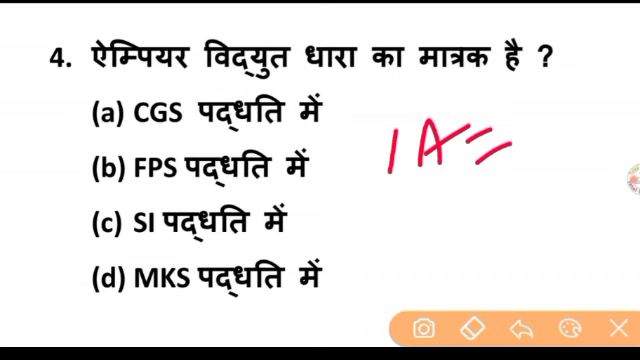 4. ऐम्पियर विद्युत धारा का मात्रक है ?
(a) CGS पद्धति में
1A=
(b) FPS पद्धति में
(c) SI पद्धति में
(d) MKS पद्धति में